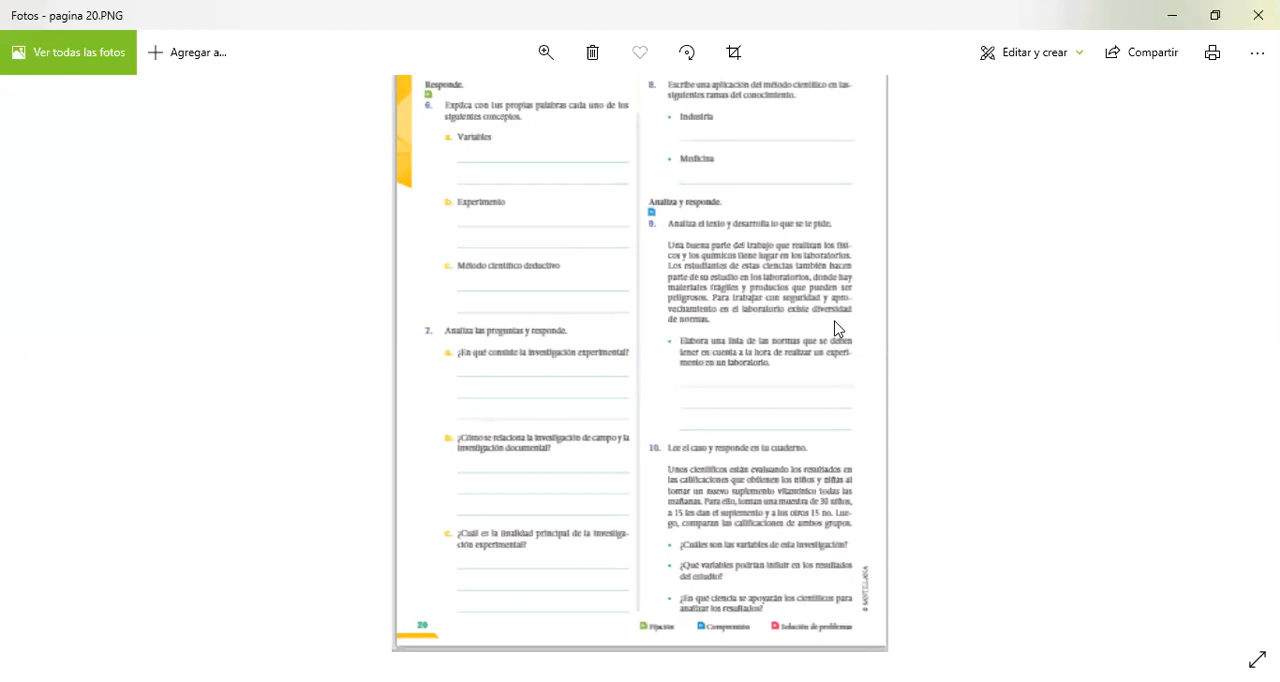 Fotos - pagina 20.PNG
Ver todas las fotos
Agregar a...
Editar y crear
Compartir
Responde.
6. Explica con tus propias palabras cada uno de los
siguientes conceptos.
a. Variables
b. Experimento
c. Método científico deductivo
7. Analiza las preguntas y responde.
a. ¿En qué consiste la investigación experimental?
b. ¿Cómo se relaciona la investigación de campo y la
investigación documental?
c. ¿Cuál es la finalidad principal de la investiga-
ción experimental?
20
8. Escribe una aplicación del método científico en las
siguientes ramas del conocimiento.
• Industria
• Medicina
Analiza y responde.
9. Analiza el texto y desarrolla lo que se te pide.
Una buena parte del trabajo que realizan los físi-
cos y los químicos tiene lugar en los laboratorios.
Los estudiantes de estas ciencias también hacen
parte de su estudio en los laboratorios, donde hay
materiales frágiles y productos que pueden ser
peligrosos. Para trabajar con seguridad y apro-
vechamiento en el laboratorio existe diversidad
de normas.
• Elabora una lista de las normas que se deben
tener en cuenta a la hora de realizar un experi-
mento en un laboratorio.
10. Lee el caso y responde en tu cuaderno.
Unos científicos están evaluando los resultados en
las calificaciones que obtienen los niños y niñas al
tomar un nuevo suplemento vitamínico todas las
mañanas. Para ello, toman una muestra de 30 niños,
a 15 les dan el suplemento y a los otros 15 no. Lue-
go, comparan las calificaciones de ambos grupos.
• ¿Cuáles son las variables de esta investigación?
• ¿Qué variables podrían influir en los resultados
del estudio?
• ¿En qué ciencia se apoyarán los científicos para
analizar los resultados?
© SANTILLANA
Fijación
Comprensión
Solución de problemas